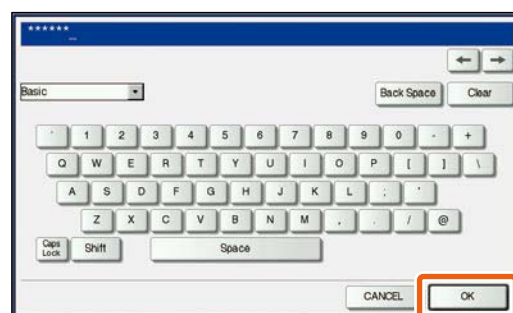 ******_
← →
Basic Back Space Clear
` 1 2 3 4 5 6 7 8 9 0 - +
Q W E R T Y U I O P [ ] \
A S D F G H J K L ; '
Z X C V B N M , . / @
Caps Lock Shift Space
CANCEL OK